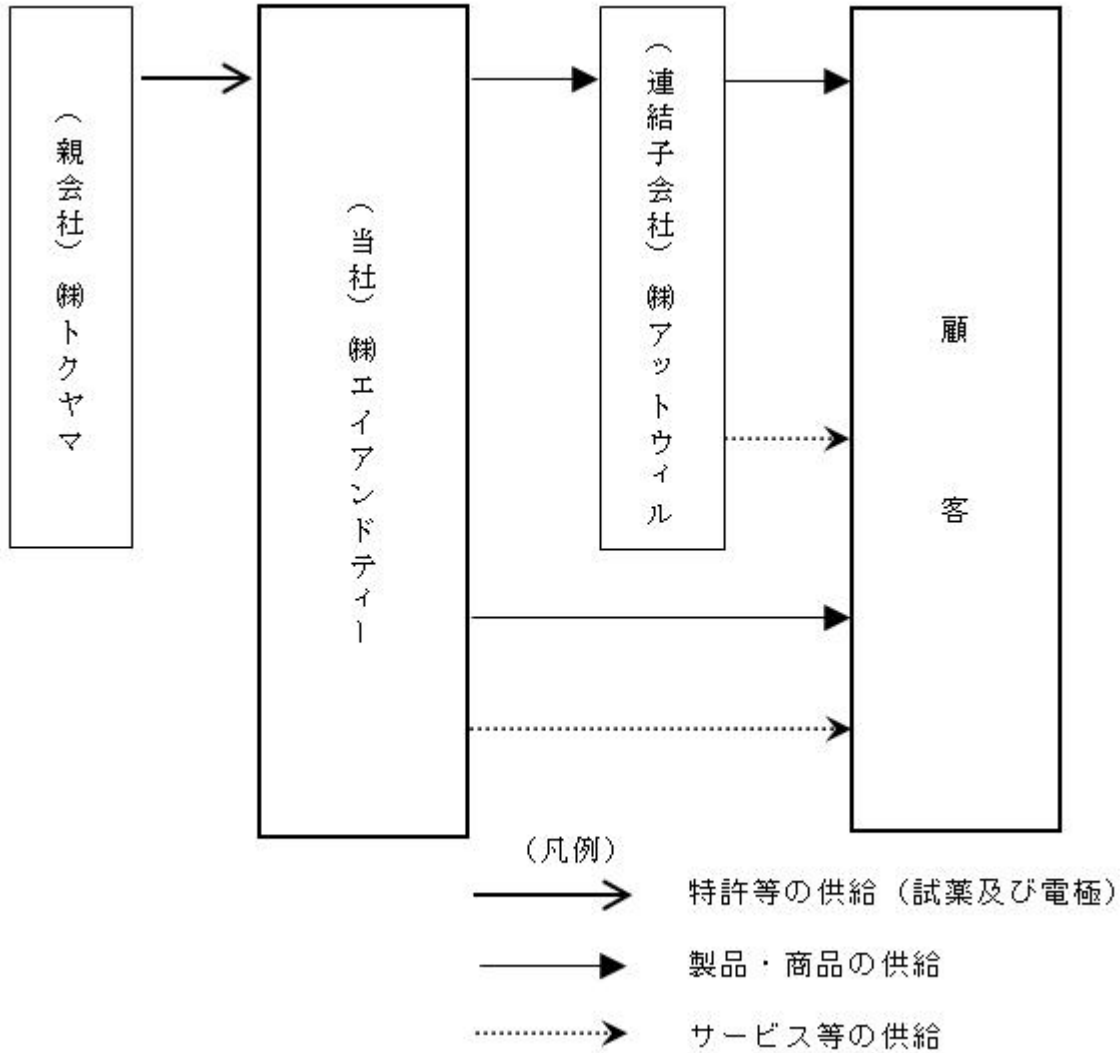 （親会社）㈱トクヤマ
（当社）㈱エイアンドティー
（連結子会社）㈱アットウィル
顧客
（凡例）
特許等の供給（試薬及び電極）
製品・商品の供給
サービス等の供給